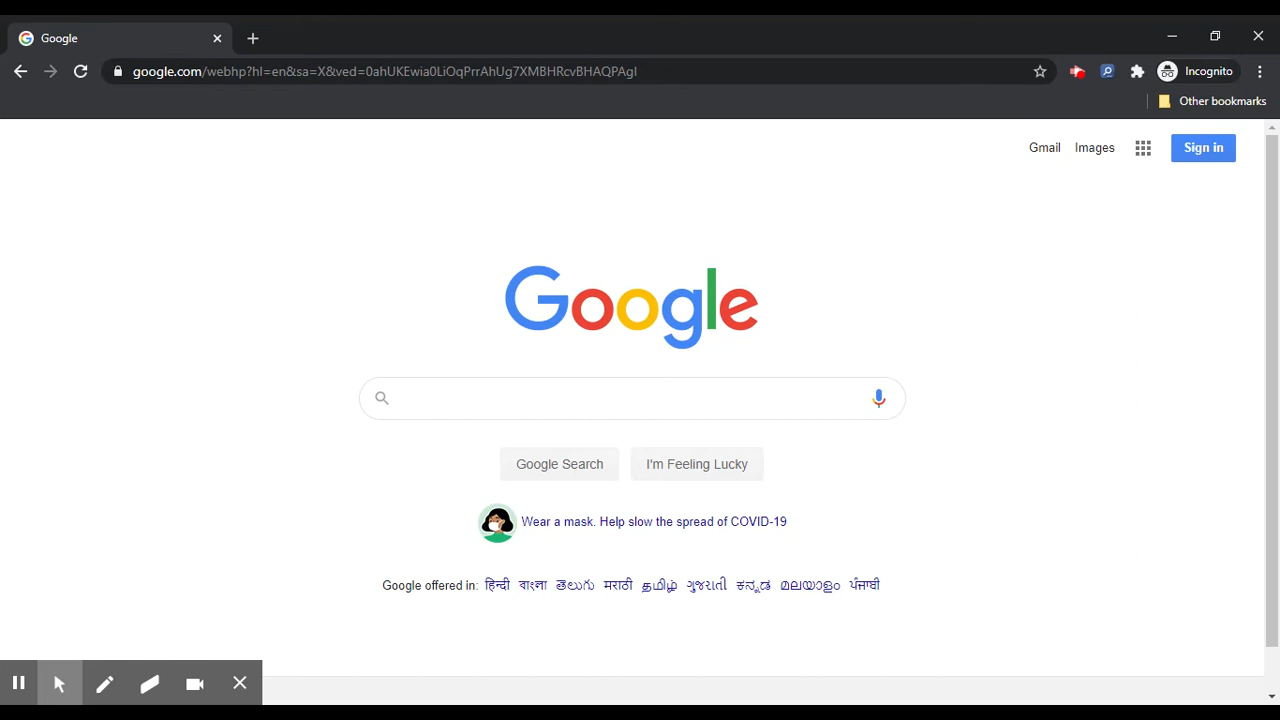 Google
google.com/webhp?hl=en&sa=X&ved=0ahUKEwia0LiOqPrrAhUg7XMBHRcvBHAQPAgI
Incognito
Other bookmarks
Gmail Images Sign in
Google
Google Search I'm Feeling Lucky
Wear a mask. Help slow the spread of COVID-19
Google offered in: हिन्दी বাংলা తెలుగు मराठी தமிழ் ગુજરાતી ಕನ್ನಡ മലയാളം ਪੰਜਾਬੀ